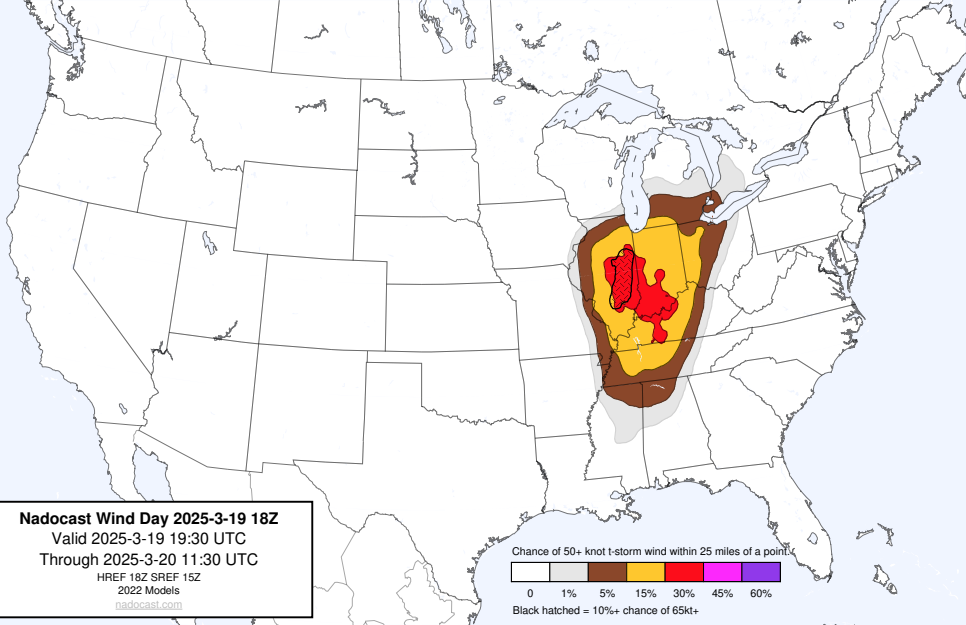 Nadocast Wind Day 2025-3-19 18Z
Valid 2025-3-19 19:30 UTC
Through 2025-3-20 11:30 UTC
HREF 18Z SREF 15Z
2022 Models
nadocast.com
Chance of 50+ knot t-storm wind within 25 miles of a point.
0 1% 5% 15% 30% 45% 60%
Black hatched = 10%+ chance of 65kt+